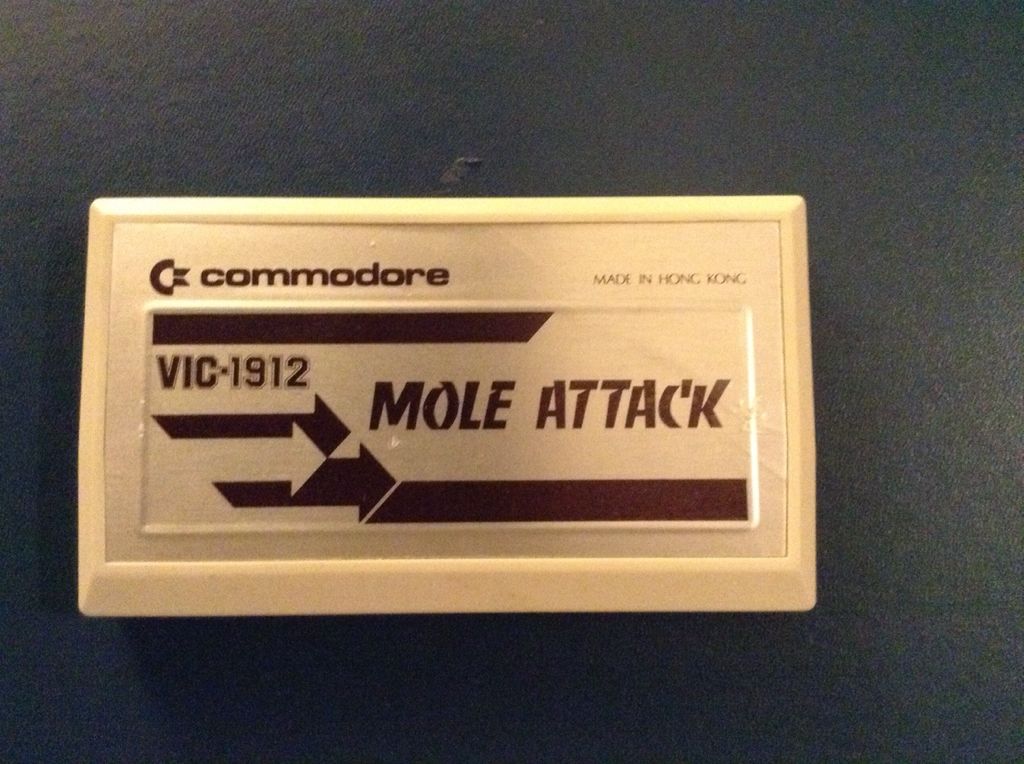 commodore
MADE IN HONG KONG
VIC-1912
MOLE ATTACK